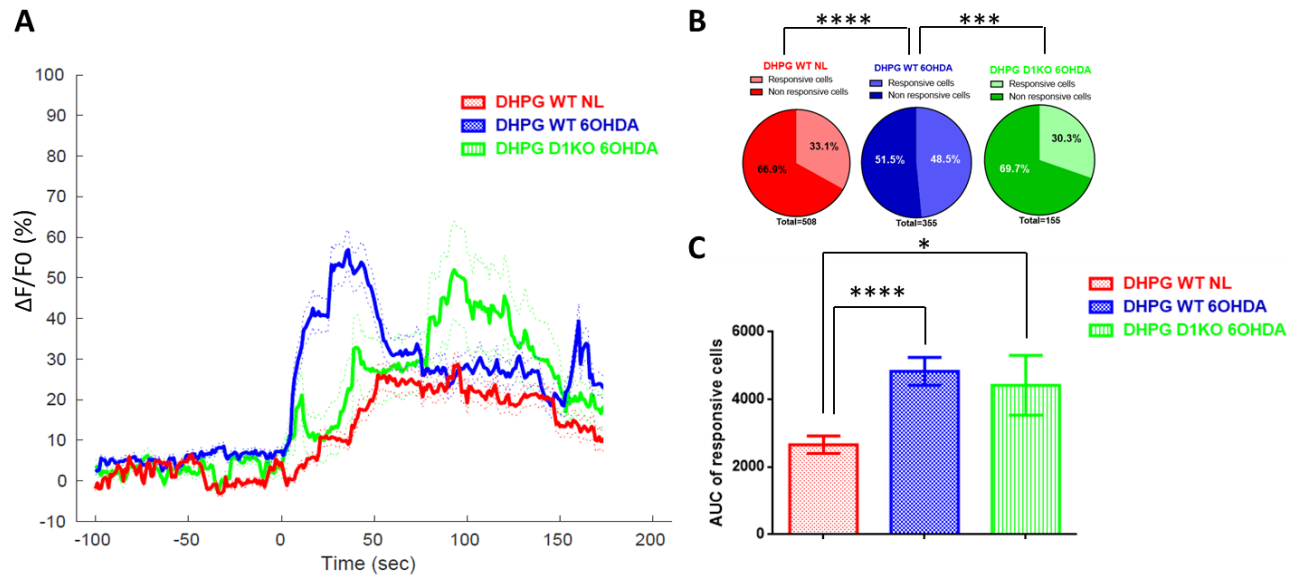 A
ΔF/F0 (%)
100
90
80
70
60
50
40
30
20
10
0
-10
-100
-50
0
50
100
150
200
Time (sec)
DHPG WT NL
DHPG WT 6OHDA
DHPG D1KO 6OHDA
B
****
***
DHPG WT NL
Responsive cells
Non responsive cells
66.9%
33.1%
Total=508
DHPG WT 6OHDA
Responsive cells
Non responsive cells
51.5%
48.5%
Total=355
DHPG D1KO 6OHDA
Responsive cells
Non responsive cells
30.3%
69.7%
Total=155
C
*
****
AUC of responsive cells
6000
4000
2000
0
DHPG WT NL
DHPG WT 6OHDA
DHPG D1KO 6OHDA